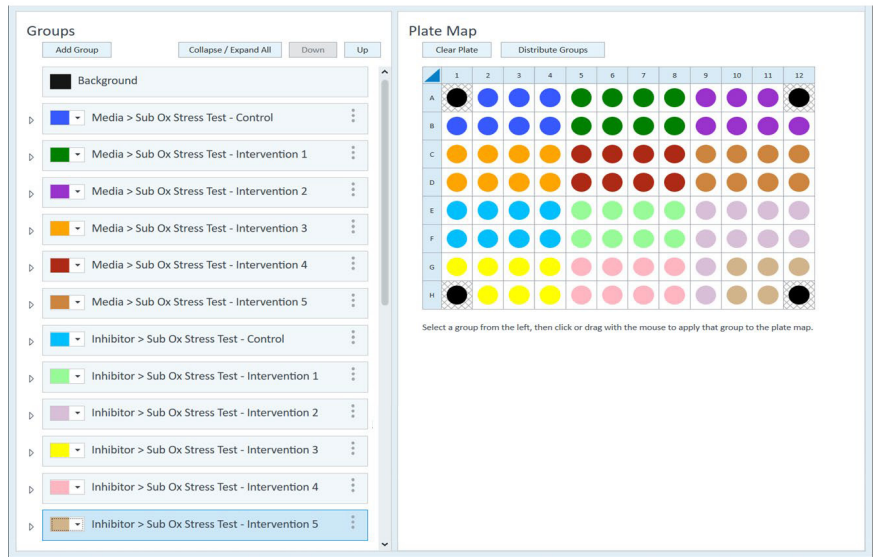 Groups
Add Group Collapse / Expand All Down Up
Background
Media > Sub Ox Stress Test - Control
Media > Sub Ox Stress Test - Intervention 1
Media > Sub Ox Stress Test - Intervention 2
Media > Sub Ox Stress Test - Intervention 3
Media > Sub Ox Stress Test - Intervention 4
Media > Sub Ox Stress Test - Intervention 5
Inhibitor > Sub Ox Stress Test - Control
Inhibitor > Sub Ox Stress Test - Intervention 1
Inhibitor > Sub Ox Stress Test - Intervention 2
Inhibitor > Sub Ox Stress Test - Intervention 3
Inhibitor > Sub Ox Stress Test - Intervention 4
Inhibitor > Sub Ox Stress Test - Intervention 5
Plate Map
Clear Plate Distribute Groups
1 2 3 4 5 6 7 8 9 10 11 12
A
B
C
D
E
F
G
H
Select a group from the left, then click or drag with the mouse to apply that group to the plate map.